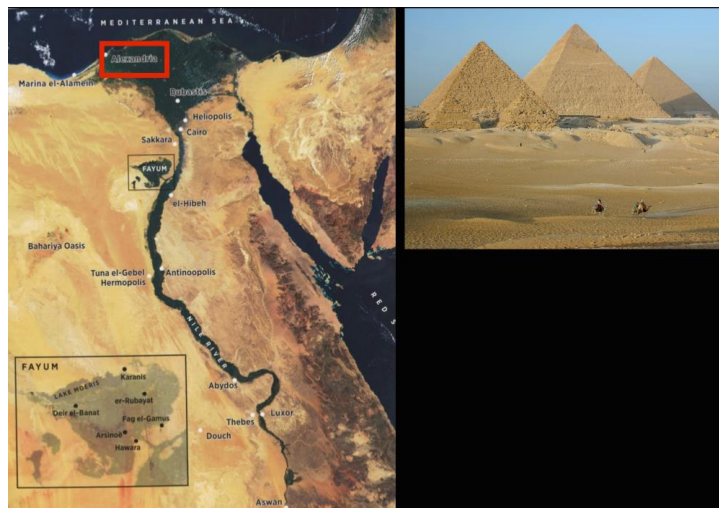 MEDITERRANEAN SEA
Alexandria
Marina el-Alamein
Bubastis
Heliopolis
Cairo
Sakkara
FAYUM
el-Hibeh
Bahariya Oasis
Tuna el-Gebel
Hermopolis
Antinoopolis
RED S
NILE RIVER
FAYUM
Karanis
LAKE MOERIS
er-Rubayat
Deir el-Banat
Fag el-Gamus
Arsinoë
Hawara
Abydos
Thebes
Luxor
Douch
Aswan